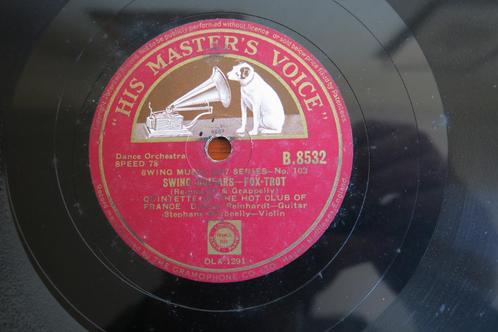 "HIS MASTER'S VOICE"
Dance Orchestra
SPEED 78
B.8532
SWING MUSIC 1937 SERIES—No. 103
SWING GUITARS—FOX-TROT
(Reinhardt & Grappelly)
QUINTETTE OF THE HOT CLUB OF
FRANCE Django Reinhardt—Guitar
Stephane Grappelly—Violin
OLA 1291
THE GRAMOPHONE CO. LTD.